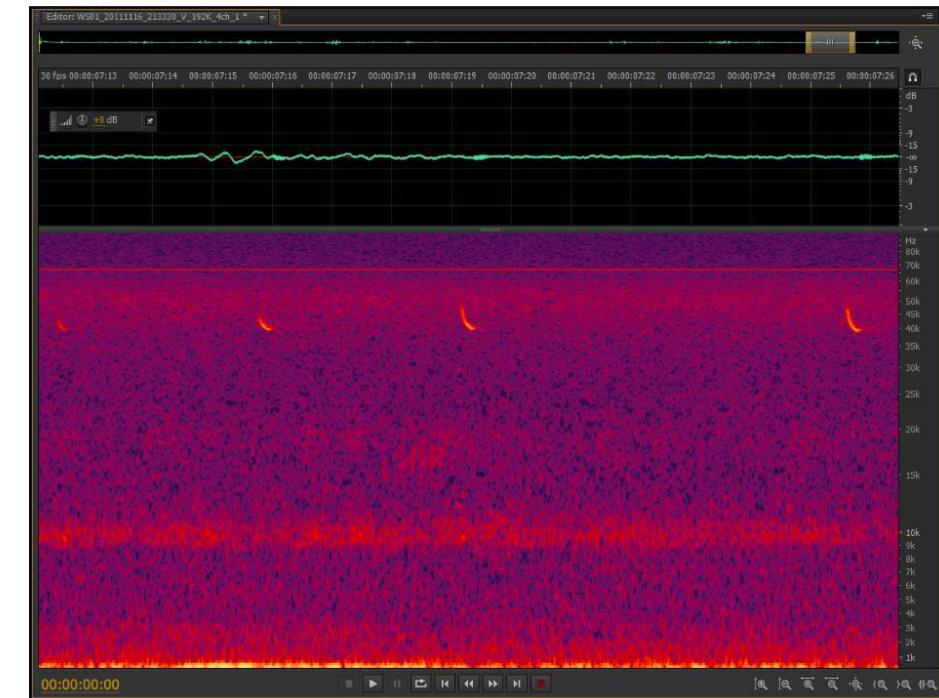 Editor: WS01_20111116_213330_V_192K_4ch_1 *
30 fps 00:00:07:13 00:00:07:14 00:00:07:15 00:00:07:16 00:00:07:17 00:00:07:18 00:00:07:19 00:00:07:20 00:00:07:21 00:00:07:22 00:00:07:23 00:00:07:24 00:00:07:25 00:00:07:26
dB
-3
+0 dB
-9
-15
-∞
-15
-9
-3
Hz
80k
70k
60k
50k
45k
40k
35k
30k
25k
20k
15k
10k
9k
8k
7k
6k
5k
4k
3k
2k
1k
00:00:00:00